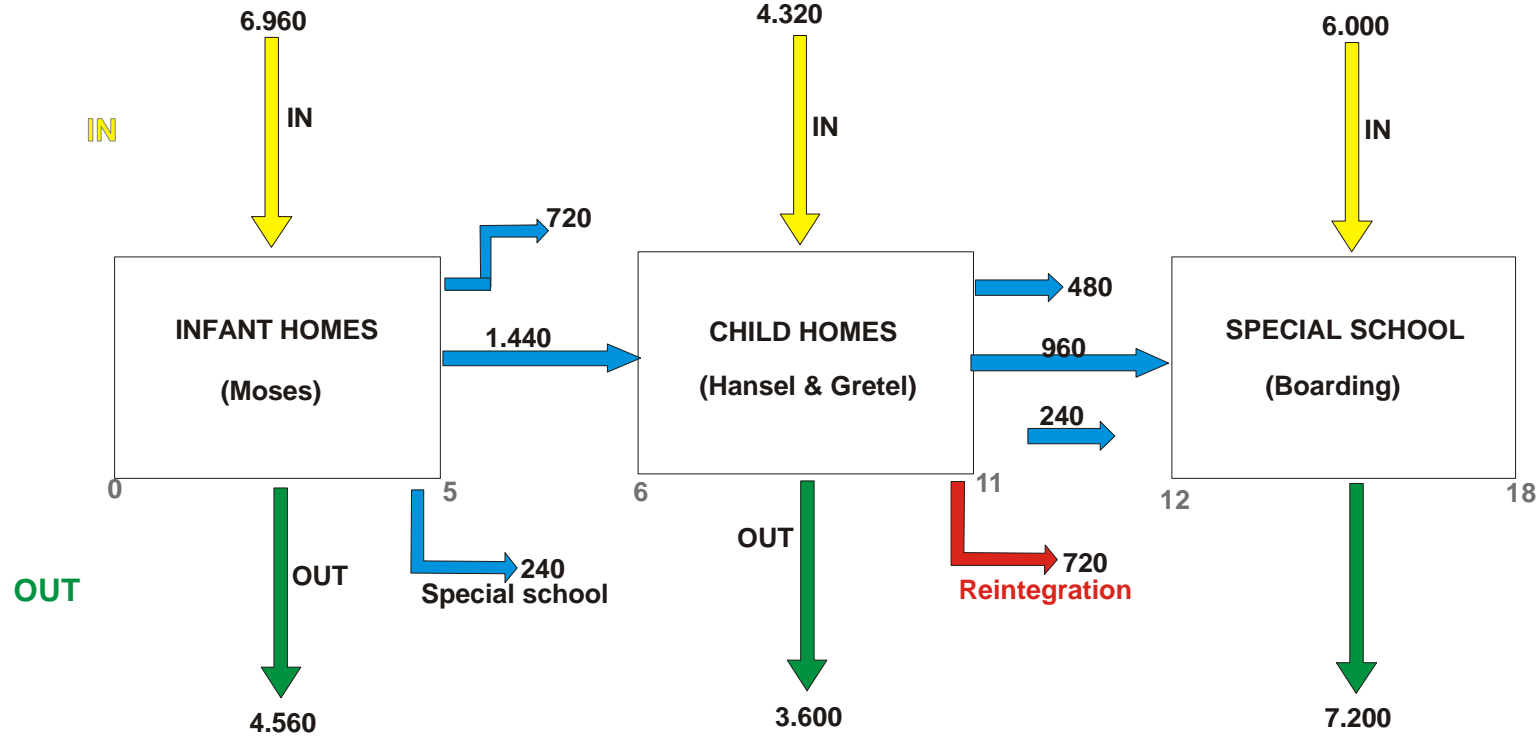 6.960
4.320
6.000
IN
IN
IN
IN
720
480
INFANT HOMES
(Moses)
1.440
CHILD HOMES
(Hansel & Gretel)
960
240
SPECIAL SCHOOL
(Boarding)
0
5
6
11
12
18
OUT
OUT
OUT
240
Special school
720
Reintegration
4.560
3.600
7.200